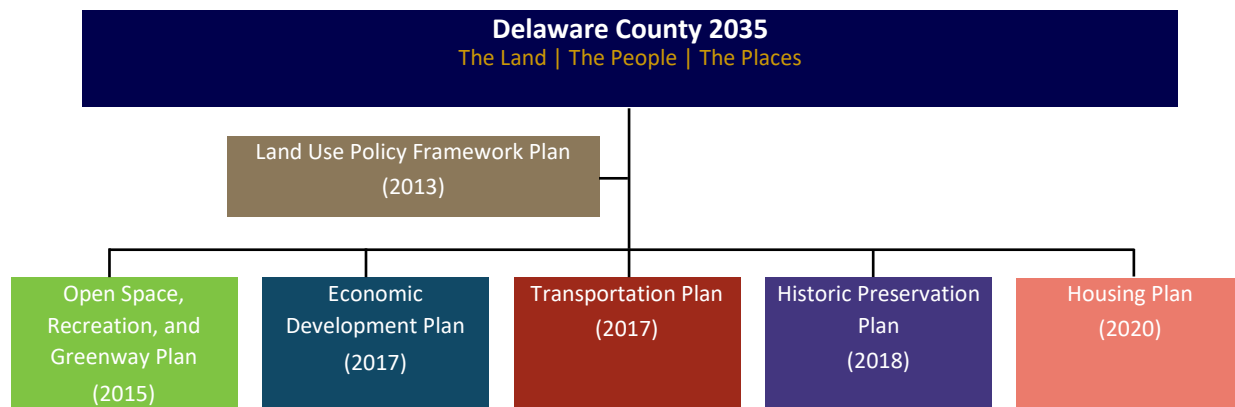 Delaware County 2035
The Land | The People | The Places
Land Use Policy Framework Plan
(2013)
Open Space,
Recreation, and
Greenway Plan
(2015)
Economic
Development Plan
(2017)
Transportation Plan
(2017)
Historic Preservation
Plan
(2018)
Housing Plan
(2020)